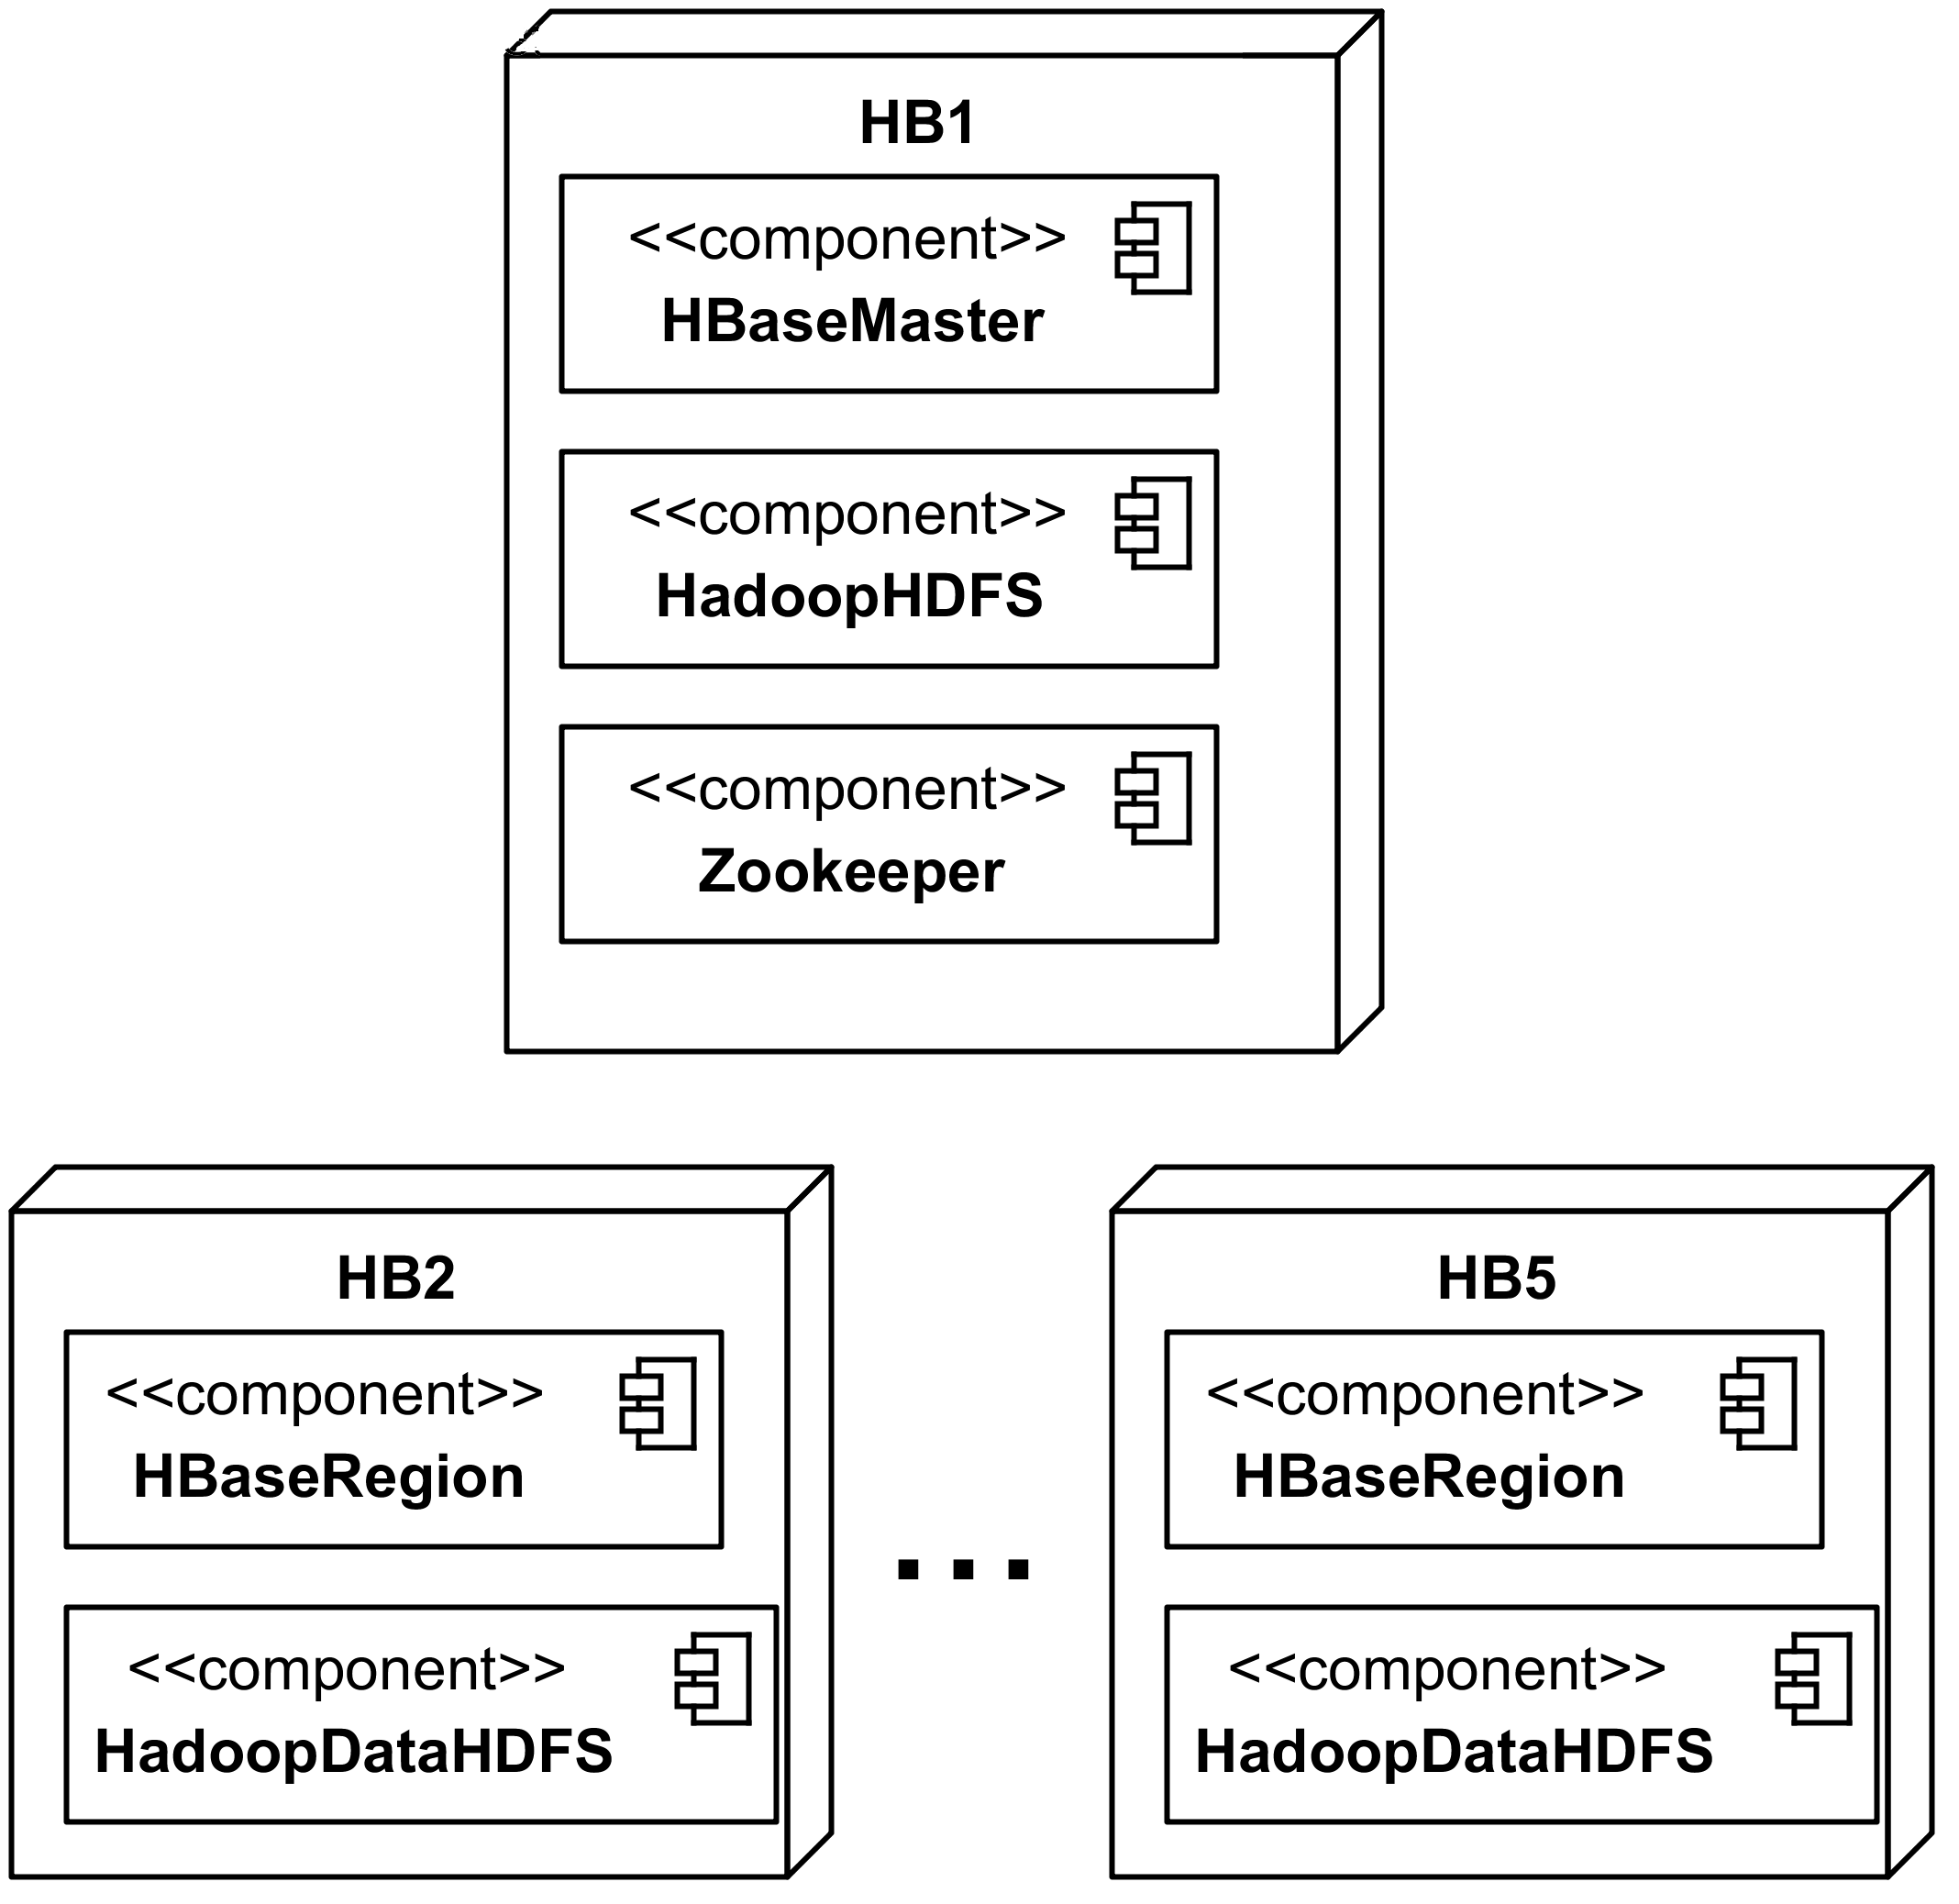 HB1
<<component>>
HBaseMaster
<<component>>
HadoopHDFS
<<component>>
Zookeeper
HB2
<<component>>
HBaseRegion
<<component>>
HadoopDataHDFS
...
HB5
<<component>>
HBaseRegion
<<component>>
HadoopDataHDFS